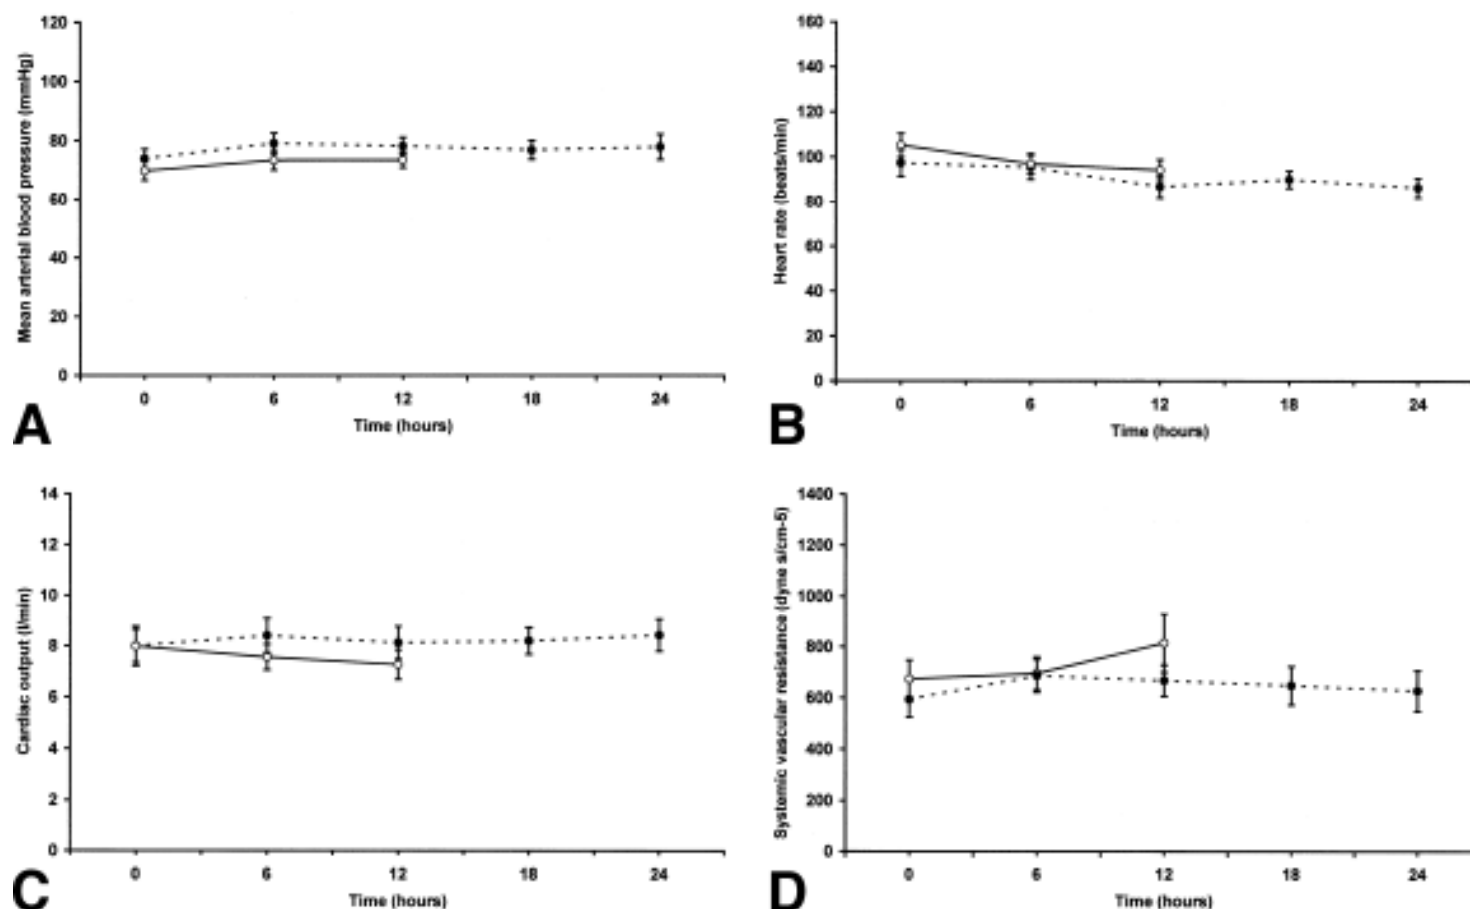 Mean arterial blood pressure (mmHg)
120
100
80
60
40
20
0
0 6 12 18 24
Time (hours)
A
Heart rate (beats/min)
160
140
120
100
80
60
40
20
0
0 6 12 18 24
Time (hours)
B
Cardiac output (l/min)
14
12
10
8
6
4
2
0
0 6 12 18 24
Time (hours)
C
Systemic vascular resistance (dyne s/cm-5)
1400
1200
1000
800
600
400
200
0
0 6 12 18 24
Time (hours)
D